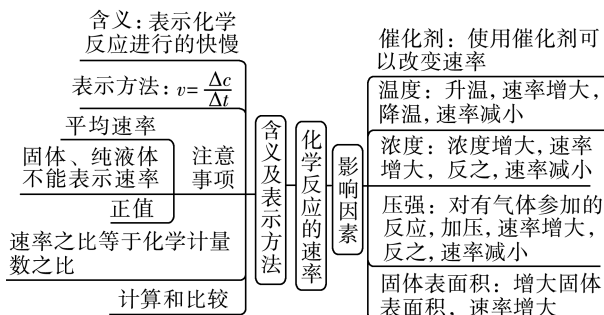 含义：表示化学
反应进行的快慢
表示方法：v=Δc/Δt
平均速率
固体、纯液体
不能表示速率
正值
注意
事项
速率之比等于化学计量
数之比
计算和比较
含义及表示方法
化学反应的速率
影响因素
催化剂：使用催化剂可
以改变速率
温度：升温，速率增大，
降温，速率减小
浓度：浓度增大，速率
增大，反之，速率减小
压强：对有气体参加的
反应，加压，速率增大，
反之，速率减小
固体表面积：增大固体
表面积，速率增大